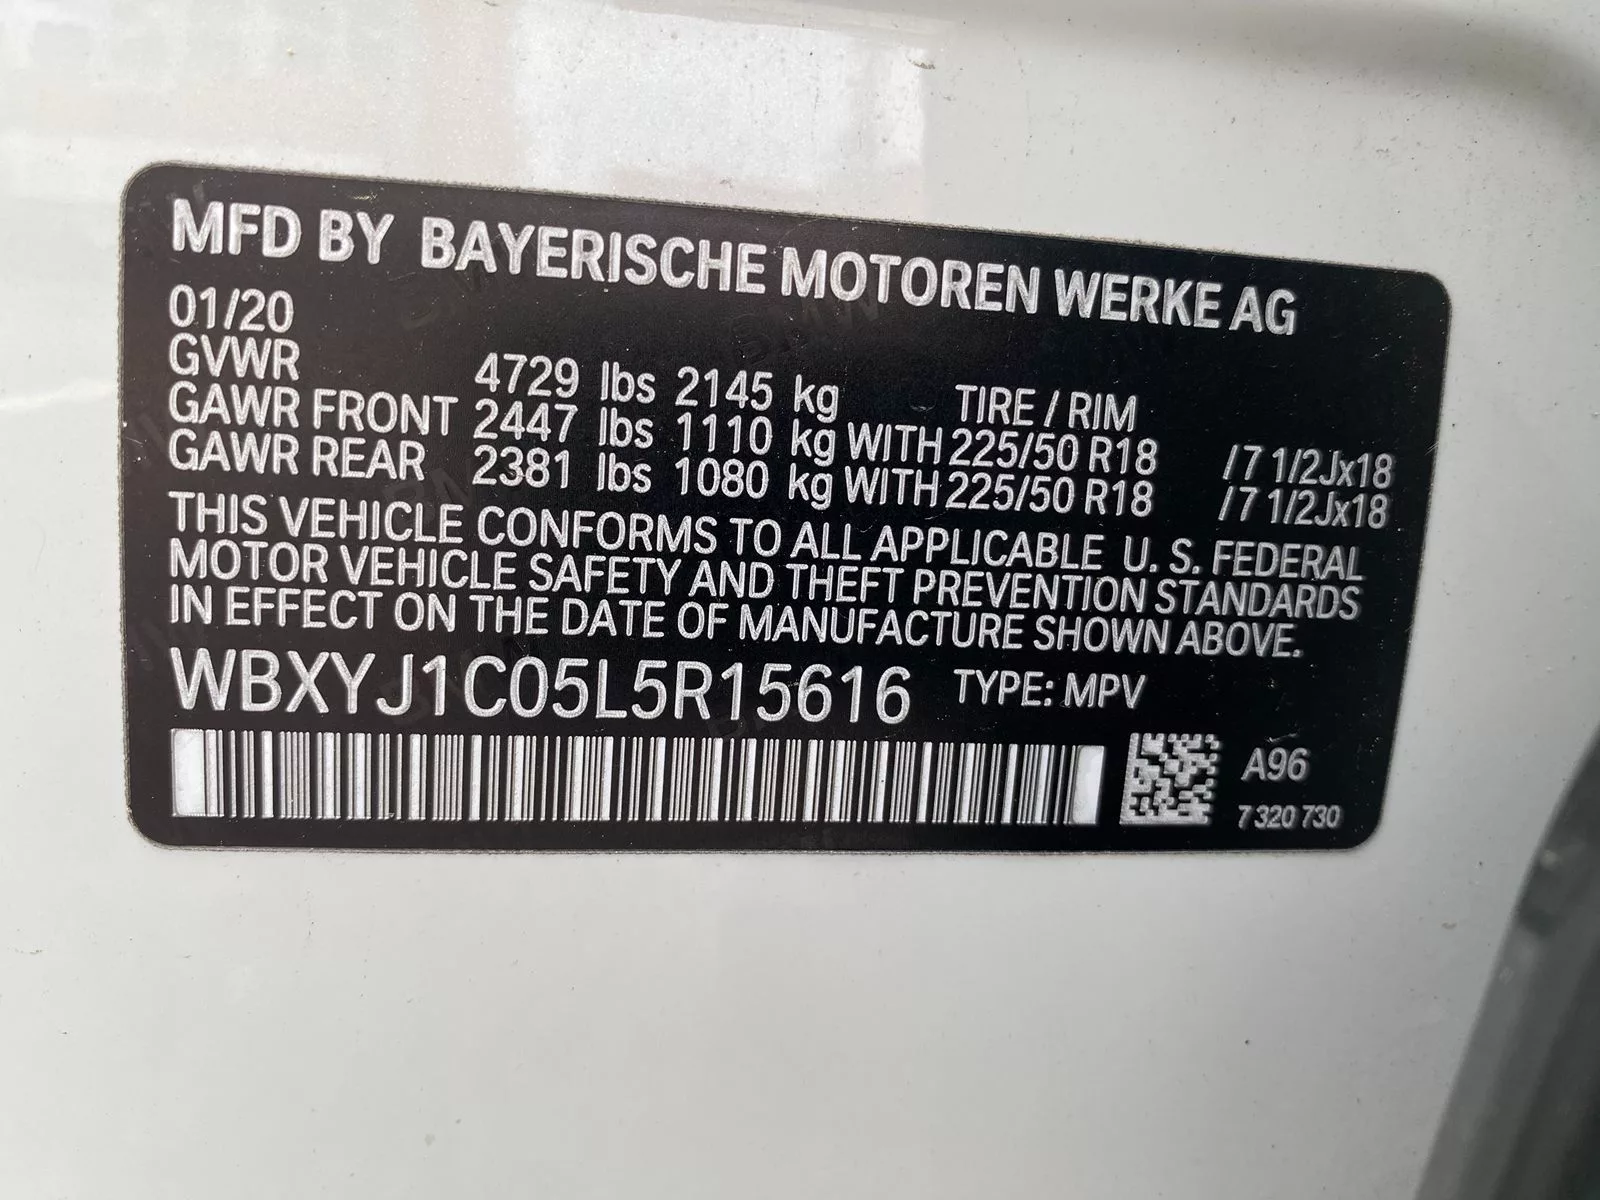 MFD BY BAYERISCHE MOTOREN WERKE AG
01/20
GVWR 4729 lbs 2145 kg TIRE / RIM
GAWR FRONT 2447 lbs 1110 kg WITH 225/50 R18 /7 1/2Jx18
GAWR REAR 2381 lbs 1080 kg WITH 225/50 R18 /7 1/2Jx18
THIS VEHICLE CONFORMS TO ALL APPLICABLE U. S. FEDERAL
MOTOR VEHICLE SAFETY AND THEFT PREVENTION STANDARDS
IN EFFECT ON THE DATE OF MANUFACTURE SHOWN ABOVE.
WBXYJ1C05L5R15616 TYPE: MPV
A96
7 320 730